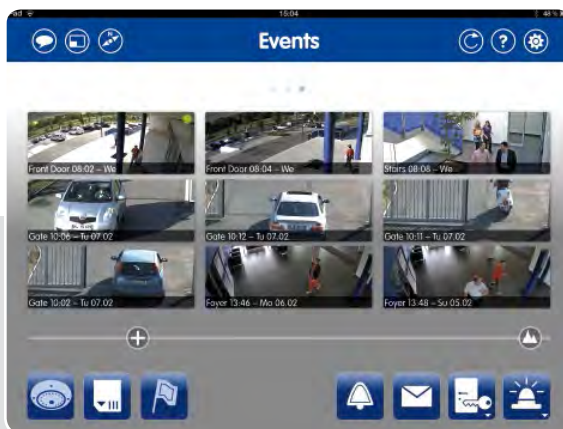 ad 15:04 48%
Events
Front Door 08:02 – We
Front Door 08:04 – We
Stairs 08:08 – We
Gate 10:06 – Tu 07.02
Gate 10:12 – Tu 07.02
Gate 10:11 – Tu 07.02
Gate 10:02 – Tu 07.02
Foyer 13:46 – Mo 06.02
Foyer 13:48 – Su 05.02